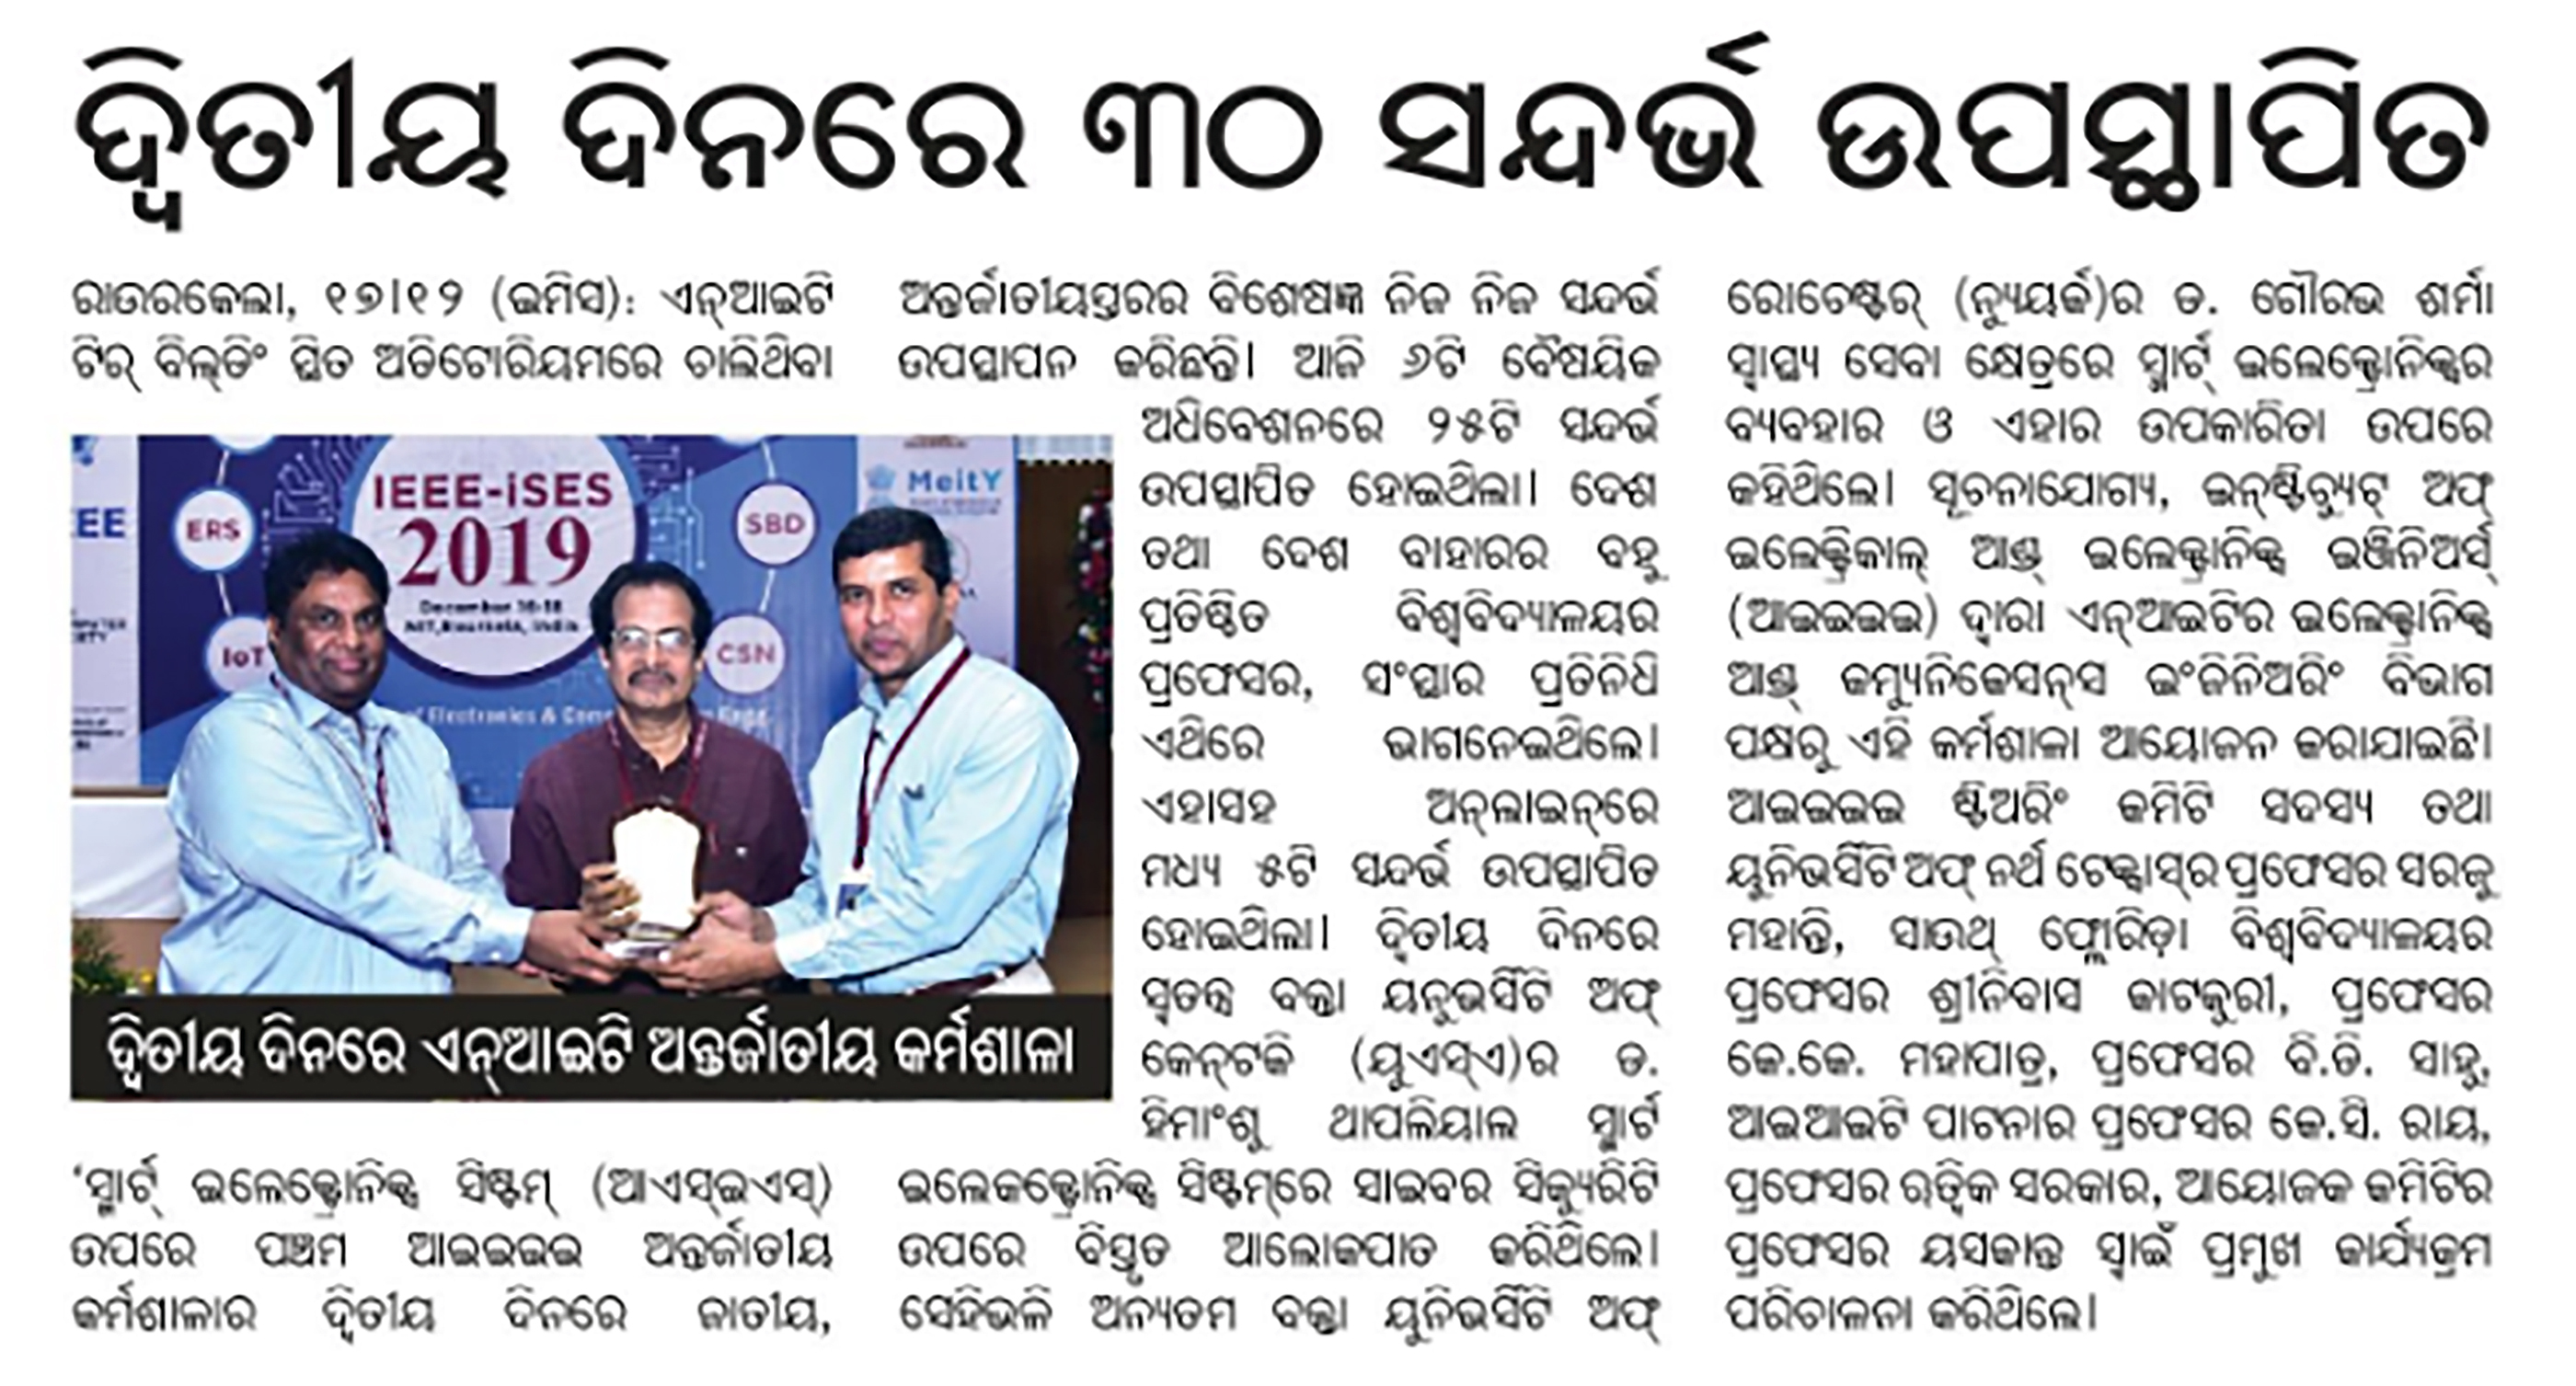 ଦ୍ୱିତୀୟ ଦିନରେ ୩୦ ସନ୍ଦର୍ଭ ଉପସ୍ଥାପିତ
ରାଉରକେଲା, ୧୭।୧୨ (ଇମିସ): ଏନ୍ଆଇଟି
ଟିର୍ ବିଲ୍ଡିଂ ସ୍ଥିତ ଅଡିଟୋରିୟମରେ ଚାଲିଥିବା
EEE
ERS
IoT
IEEE-iSES
2019
December 16-18
NIT, Rourkela, India
SBD
CSN
MeitY
of Electronics &
ଦ୍ୱିତୀୟ ଦିନରେ ଏନ୍ଆଇଟି ଅନ୍ତର୍ଜାତୀୟ କର୍ମଶାଳା
‘ସ୍ମାର୍ଟ୍ ଇଲେକ୍ଟ୍ରୋନିକ୍ସ ସିଷ୍ଟମ୍ (ଆଏସ୍ଇଏସ୍)
ଉପରେ ପଞ୍ଚମ ଆଇଇଇଇ ଅନ୍ତର୍ଜାତୀୟ
କର୍ମଶାଳାର ଦ୍ୱିତୀୟ ଦିନରେ ଜାତୀୟ,
ଅନ୍ତର୍ଜାତୀୟସ୍ତରର ବିଶେଷଜ୍ଞ ନିଜ ନିଜ ସନ୍ଦର୍ଭ
ଉପସ୍ଥାପନ କରିଛନ୍ତି। ଆଜି ୬ଟି ବୈଷୟିକ
ଅଧିବେଶନରେ ୨୫ଟି ସନ୍ଦର୍ଭ
ଉପସ୍ଥାପିତ ହୋଇଥିଲା। ଦେଶ
ତଥା ଦେଶ ବାହାରର ବହୁ
ପ୍ରତିଷ୍ଠିତ ବିଶ୍ୱବିଦ୍ୟାଳୟର
ପ୍ରଫେସର, ସଂସ୍ଥାର ପ୍ରତିନିଧି
ଏଥିରେ ଭାଗନେଇଥିଲେ।
ଏହାସହ ଅନ୍‌ଲାଇନ୍‌ରେ
ମଧ୍ୟ ୫ଟି ସନ୍ଦର୍ଭ ଉପସ୍ଥାପିତ
ହୋଇଥିଲା। ଦ୍ୱିତୀୟ ଦିନରେ
ସ୍ୱତନ୍ତ୍ର ବକ୍ତା ୟନୁଭର୍ସିଟି ଅଫ୍
କେନ୍‌ଟକି (ୟୁଏସ୍‌ଏ)ର ଡ.
ହିମାଂଶୁ ଥାପଲିୟାଲ ସ୍ମାର୍ଟ
ଇଲେକକ୍ଟ୍ରୋନିକ୍ସ ସିଷ୍ଟମ୍‌ରେ ସାଇବର ସିକ୍ୟୁରିଟି
ଉପରେ ବିସ୍ତୃତ ଆଲୋକପାତ କରିଥିଲେ।
ସେହିଭଳି ଅନ୍ୟତମ ବକ୍ତା ୟୁନିଭର୍ସିଟି ଅଫ୍
ରୋଚେଷ୍ଟର୍ (ନ୍ୟୁୟର୍କ)ର ଡ. ଗୌରଭ ଶର୍ମା
ସ୍ୱାସ୍ଥ୍ୟ ସେବା କ୍ଷେତ୍ରରେ ସ୍ମାର୍ଟ୍ ଇଲେକ୍ଟ୍ରୋନିକ୍ସର
ବ୍ୟବହାର ଓ ଏହାର ଉପକାରିତା ଉପରେ
କହିଥିଲେ। ସୂଚନାଯୋଗ୍ୟ, ଇନ୍‌ଷ୍ଟିଚ୍ୟୁଟ୍ ଅଫ୍
ଇଲେକ୍ଟ୍ରିକାଲ୍ ଆଣ୍ଡ୍ ଇଲେକ୍ଟ୍ରାନିକ୍ସ ଇଞ୍ଜିନିଅର୍ସ୍
(ଆଇଇଇଇ) ଦ୍ୱାରା ଏନ୍ଆଇଟିର ଇଲେକ୍ଟ୍ରାନିକ୍ସ
ଆଣ୍ଡ୍ କମ୍ୟୁନିକେସନ୍‌ସ ଇଂଜିନିଅରିଂ ବିଭାଗ
ପକ୍ଷରୁ ଏହି କର୍ମଶାଳା ଆୟୋଜନ କରାଯାଇଛି।
ଆଇଇଇଇ ଷ୍ଟିଅରିଂ କମିଟି ସଦସ୍ୟ ତଥା
ୟୁନିଭର୍ସିଟି ଅଫ୍ ନର୍ଥ ଟେକ୍ସାସ୍‌ର ପ୍ରଫେସର ସରଜୁ
ମହାନ୍ତି, ସାଉଥ୍ ଫ୍ଲୋରିଡ଼ା ବିଶ୍ୱବିଦ୍ୟାଳୟର
ପ୍ରଫେସର ଶ୍ରୀନିବାସ କାଟକୁରୀ, ପ୍ରଫେସର
କେ.କେ. ମହାପାତ୍ର, ପ୍ରଫେସର ବି.ଡି. ସାହୁ,
ଆଇଆଇଟି ପାଟନାର ପ୍ରଫେସର କେ.ସି. ରାୟ,
ପ୍ରଫେସର ଋତ୍ୱିକ ସରକାର, ଆୟୋଜକ କମିଟିର
ପ୍ରଫେସର ୟସକାନ୍ତ ସ୍ୱାଇଁ ପ୍ରମୁଖ କାର୍ଯ୍ୟକ୍ରମ
ପରିଚାଳନା କରିଥିଲେ।